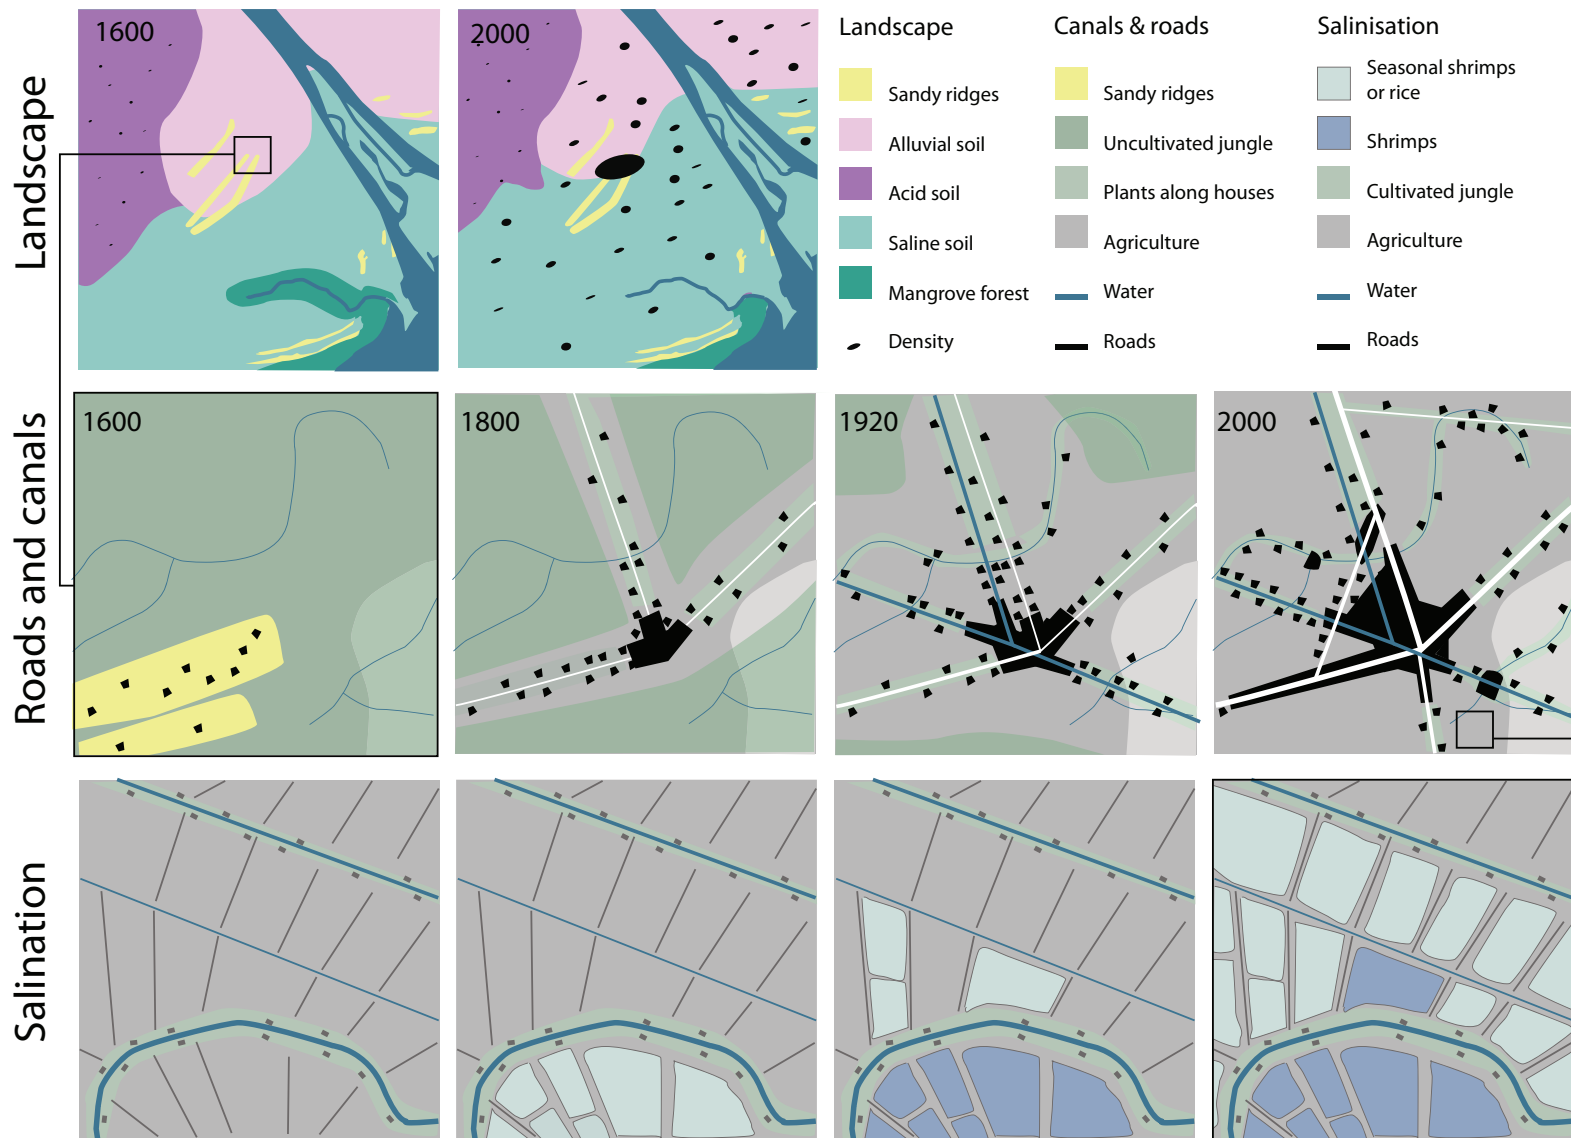 Landscape
1600
2000
Landscape
Sandy ridges
Alluvial soil
Acid soil
Saline soil
Mangrove forest
Density
Canals & roads
Sandy ridges
Uncultivated jungle
Plants along houses
Agriculture
Water
Roads
Salinisation
Seasonal shrimps
or rice
Shrimps
Cultivated jungle
Agriculture
Water
Roads
Roads and canals
1600
1800
1920
2000
Salination